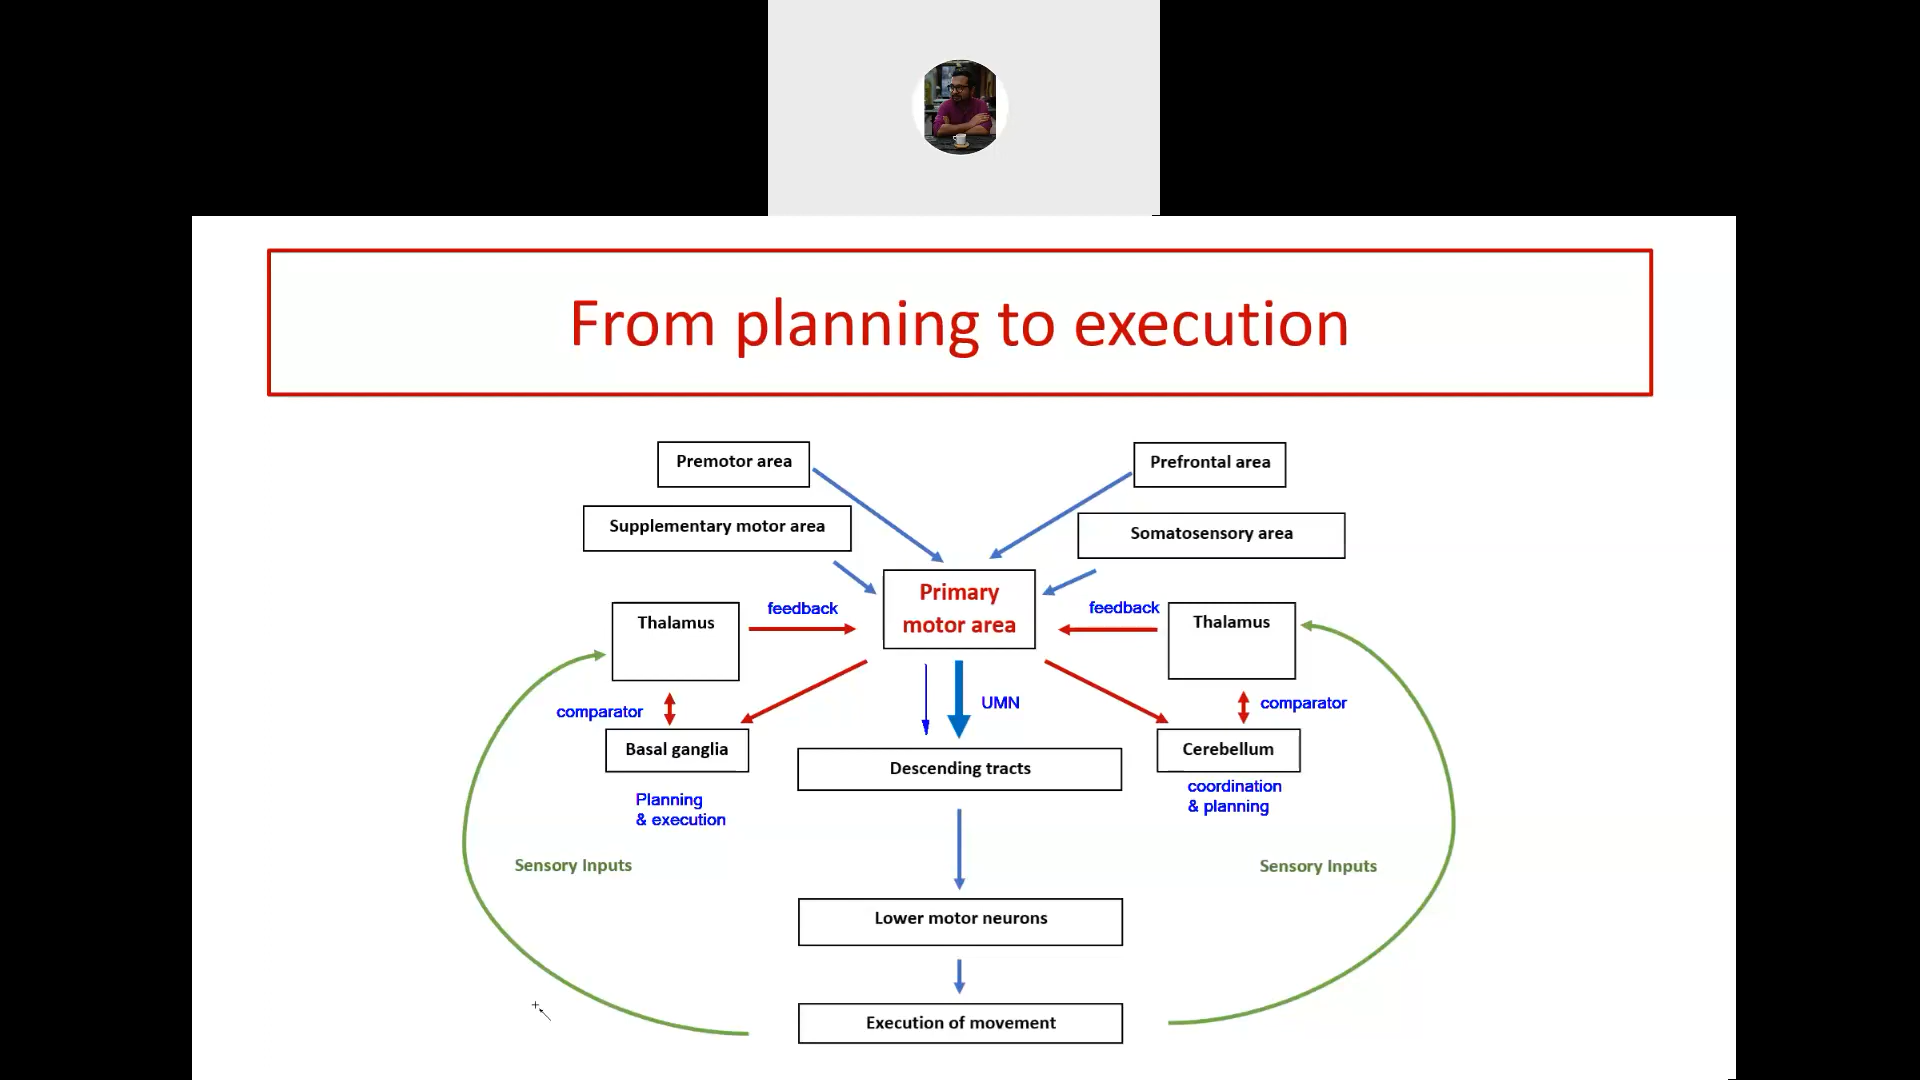 From planning to execution
Premotor area
Prefrontal area
Supplementary motor area
Somatosensory area
Primary
motor area
Thalamus
feedback
feedback
Thalamus
comparator
UMN
comparator
Basal ganglia
Descending tracts
Cerebellum
Planning
& execution
coordination
& planning
Sensory Inputs
Sensory Inputs
Lower motor neurons
Execution of movement